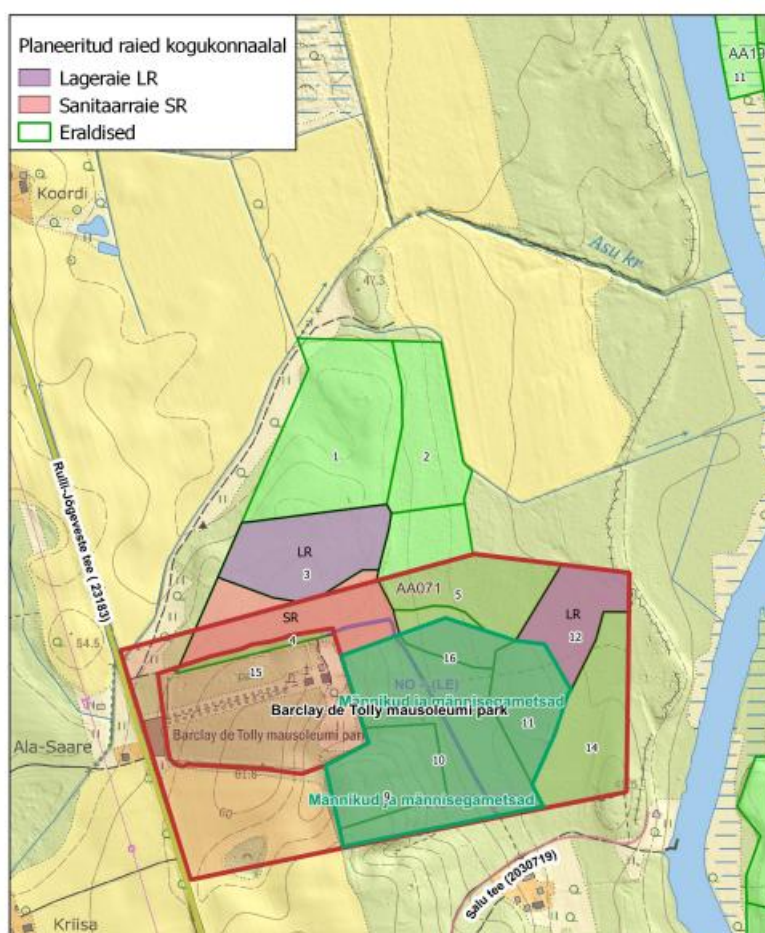 Planeeritud raied kogukonnaalal
Lageraie LR
Sanitaarraie SR
Eraldised
AA19
11
Koordi
47.3
Asu kr
1
2
Rulli-Jõgeveste tee ( 23183)
LR
3
AA071
5
SR
LR
12
4
54.5
15
16
NO - (LE)
Männikud ja männisegametsad
Barclay de Tolly mausoleumi park
11
Barclay de Tolly mausoleumi park
Ala-Saare
14
10
61.8
9
Männikud ja männisegametsad
60
Salu tee (2030719)
Kriisa